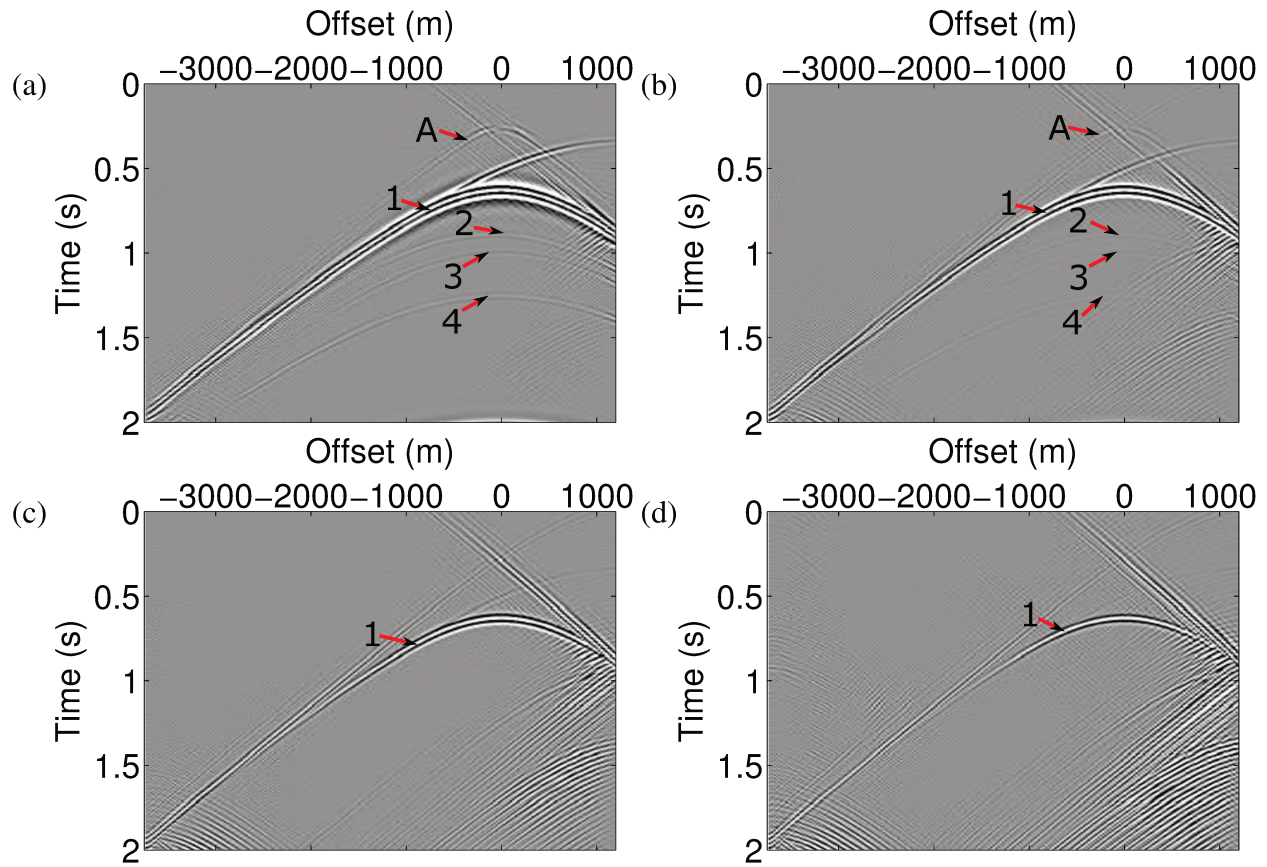 Offset (m) Offset (m)
−3000 −2000 −1000 0 1000 −3000 −2000 −1000 0 1000
(a) 0 (b) 0
A A
0.5 0.5
1 1
2 2
Time (s) 1 Time (s) 1
3 3
4 4
1.5 1.5
2 2
Offset (m) Offset (m)
−3000 −2000 −1000 0 1000 −3000 −2000 −1000 0 1000
(c) 0 (d) 0
0.5 0.5
1 1
Time (s) 1 Time (s) 1
1.5 1.5
2 2